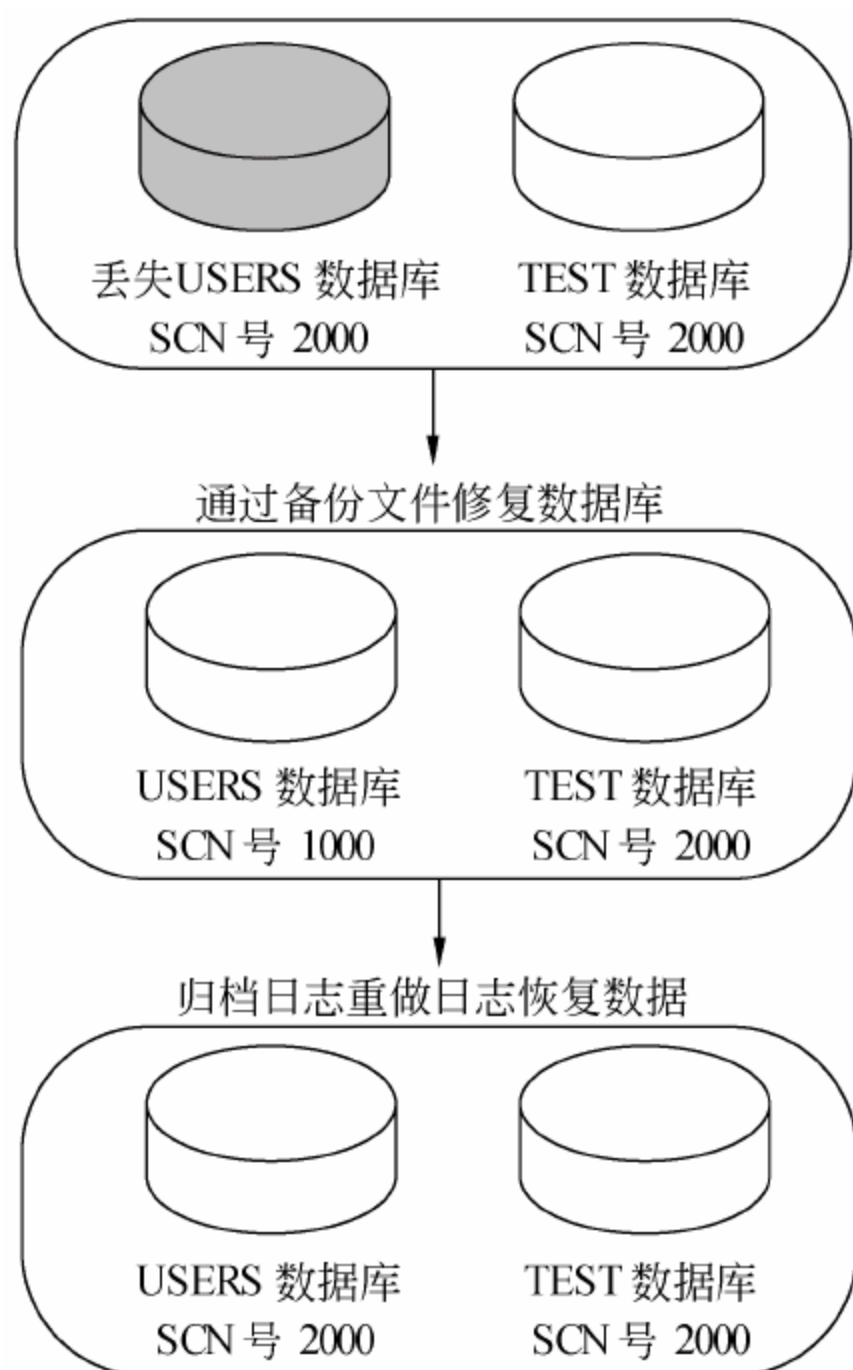 丢失USERS 数据库 TEST 数据库
SCN 号 2000 SCN 号 2000
通过备份文件修复数据库
USERS 数据库 TEST 数据库
SCN 号 1000 SCN 号 2000
归档日志重做日志恢复数据
USERS 数据库 TEST 数据库
SCN 号 2000 SCN 号 2000